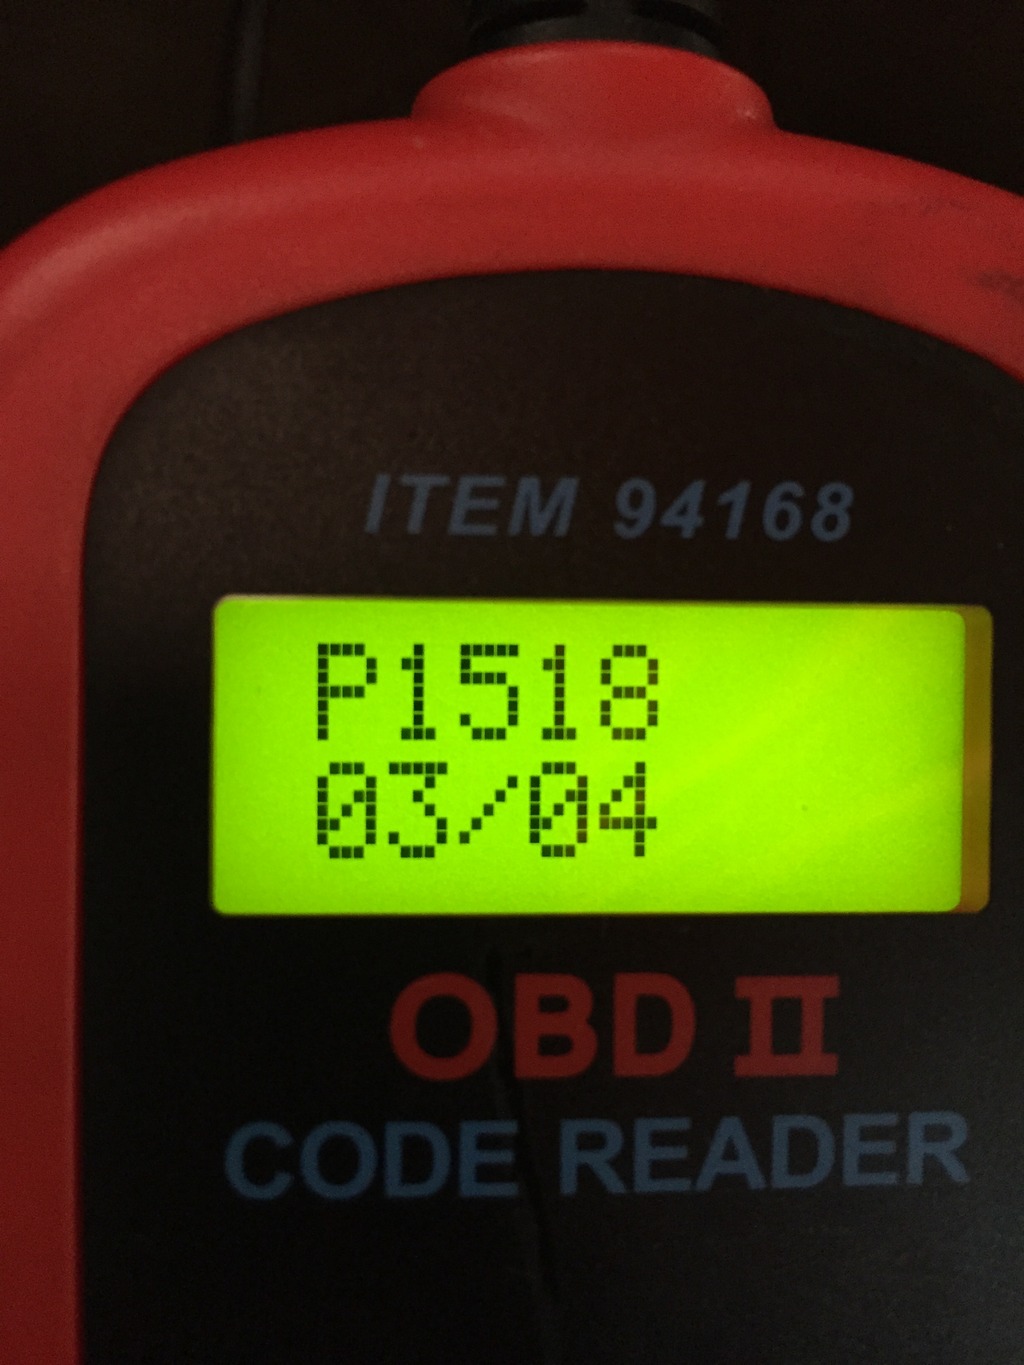 ITEM 94168
P1518
03/04
OBD II
CODE READER